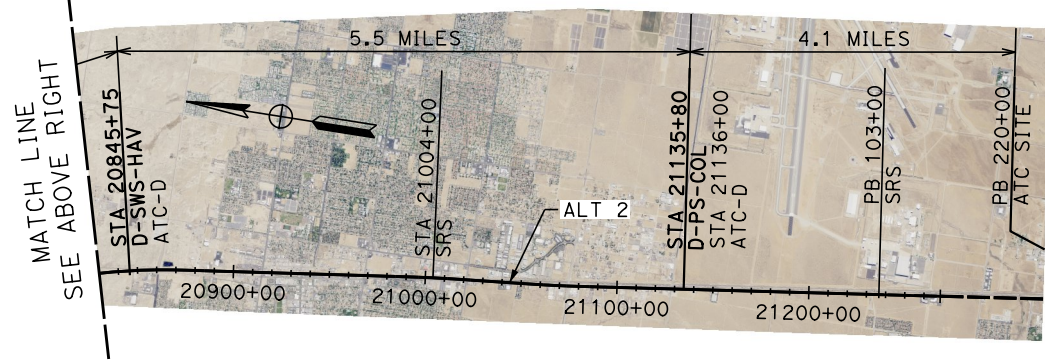 5.5 MILES
4.1 MILES
MATCH LINE
SEE ABOVE RIGHT
STA 20845+75
D-SWS-HAV
ATC-D
STA 21004+00
SRS
ALT 2
STA 21135+80
D-PS-COL
STA 21136+00
ATC-D
PB 103+00
SRS
PB 220+00
ATC SITE
20900+00
21000+00
21100+00
21200+00